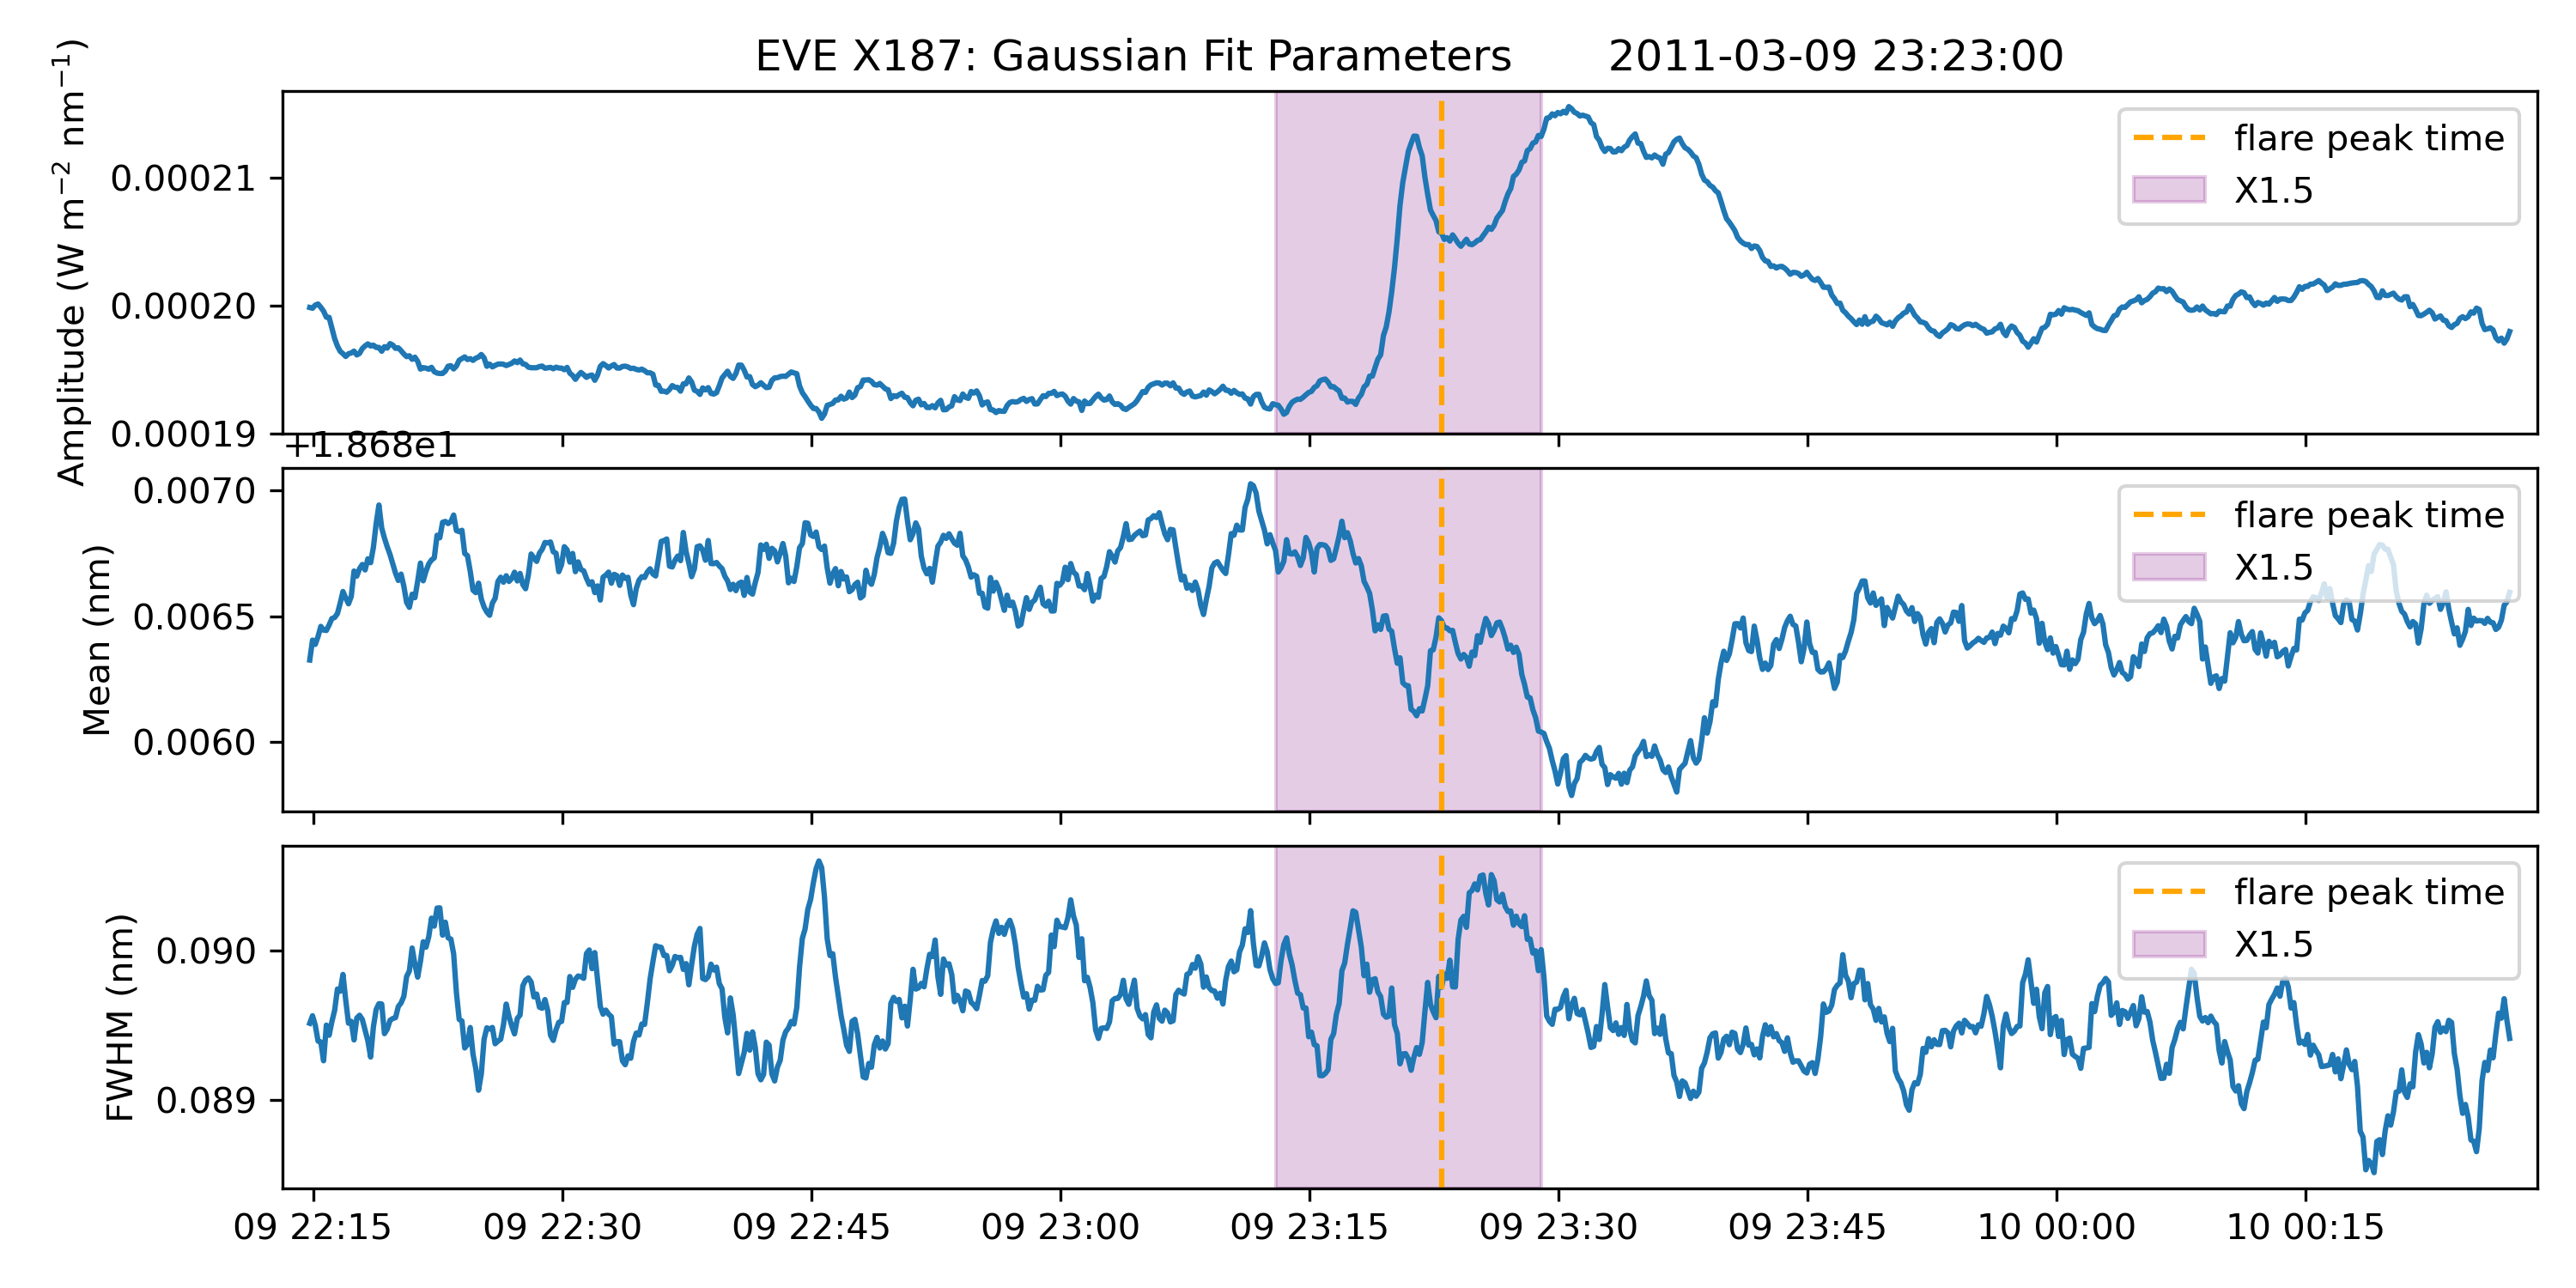 EVE X187: Gaussian Fit Parameters 2011-03-09 23:23:00
Amplitude (W m⁻² nm⁻¹)
0.00021
0.00020
0.00019
flare peak time
X1.5
+1.868e1
Mean (nm)
0.0070
0.0065
0.0060
flare peak time
X1.5
FWHM (nm)
0.090
0.089
flare peak time
X1.5
09 22:15 09 22:30 09 22:45 09 23:00 09 23:15 09 23:30 09 23:45 10 00:00 10 00:15